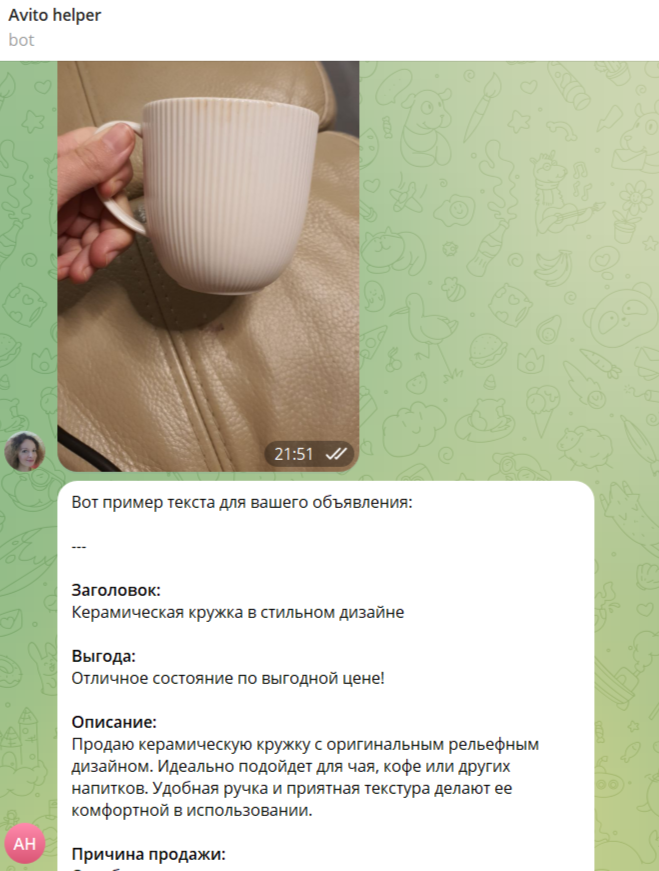 Avito helper
bot
21:51
Вот пример текста для вашего объявления:
---
Заголовок:
Керамическая кружка в стильном дизайне
Выгода:
Отличное состояние по выгодной цене!
Описание:
Продаю керамическую кружку с оригинальным рельефным
дизайном. Идеально подойдет для чая, кофе или других
напитков. Удобная ручка и приятная текстура делают ее
комфортной в использовании.
AH
Причина продажи: